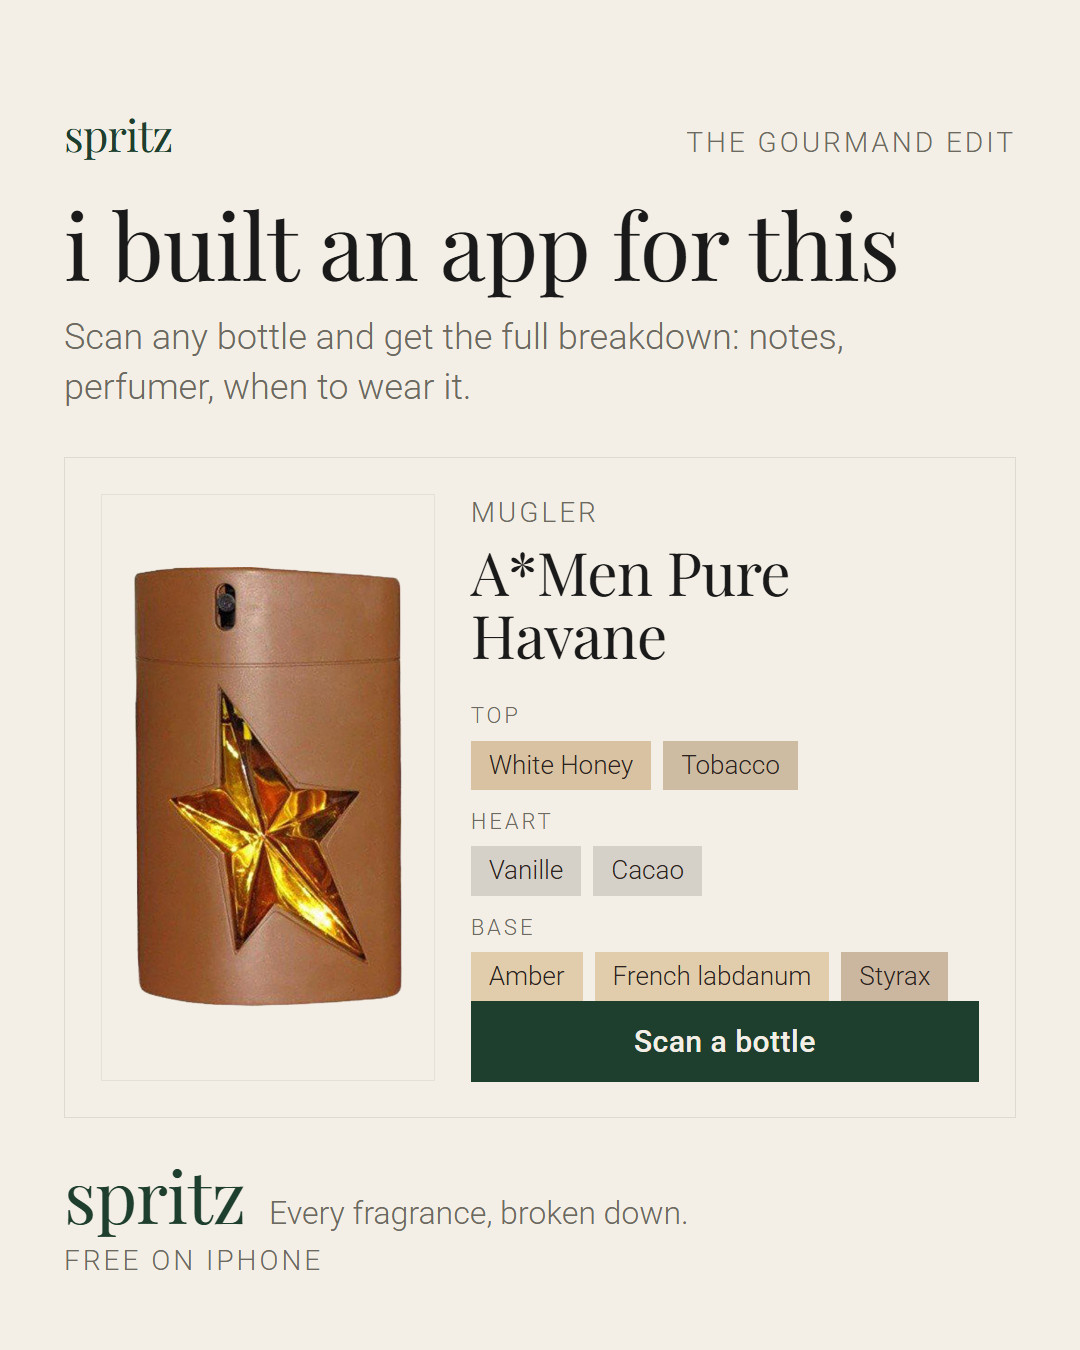 spritz
THE GOURMAND EDIT
i built an app for this
Scan any bottle and get the full breakdown: notes,
perfumer, when to wear it.
MUGLER
A*Men Pure
Havane
TOP
White Honey Tobacco
HEART
Vanille Cacao
BASE
Amber French labdanum Styrax
Scan a bottle
spritz Every fragrance, broken down.
FREE ON IPHONE